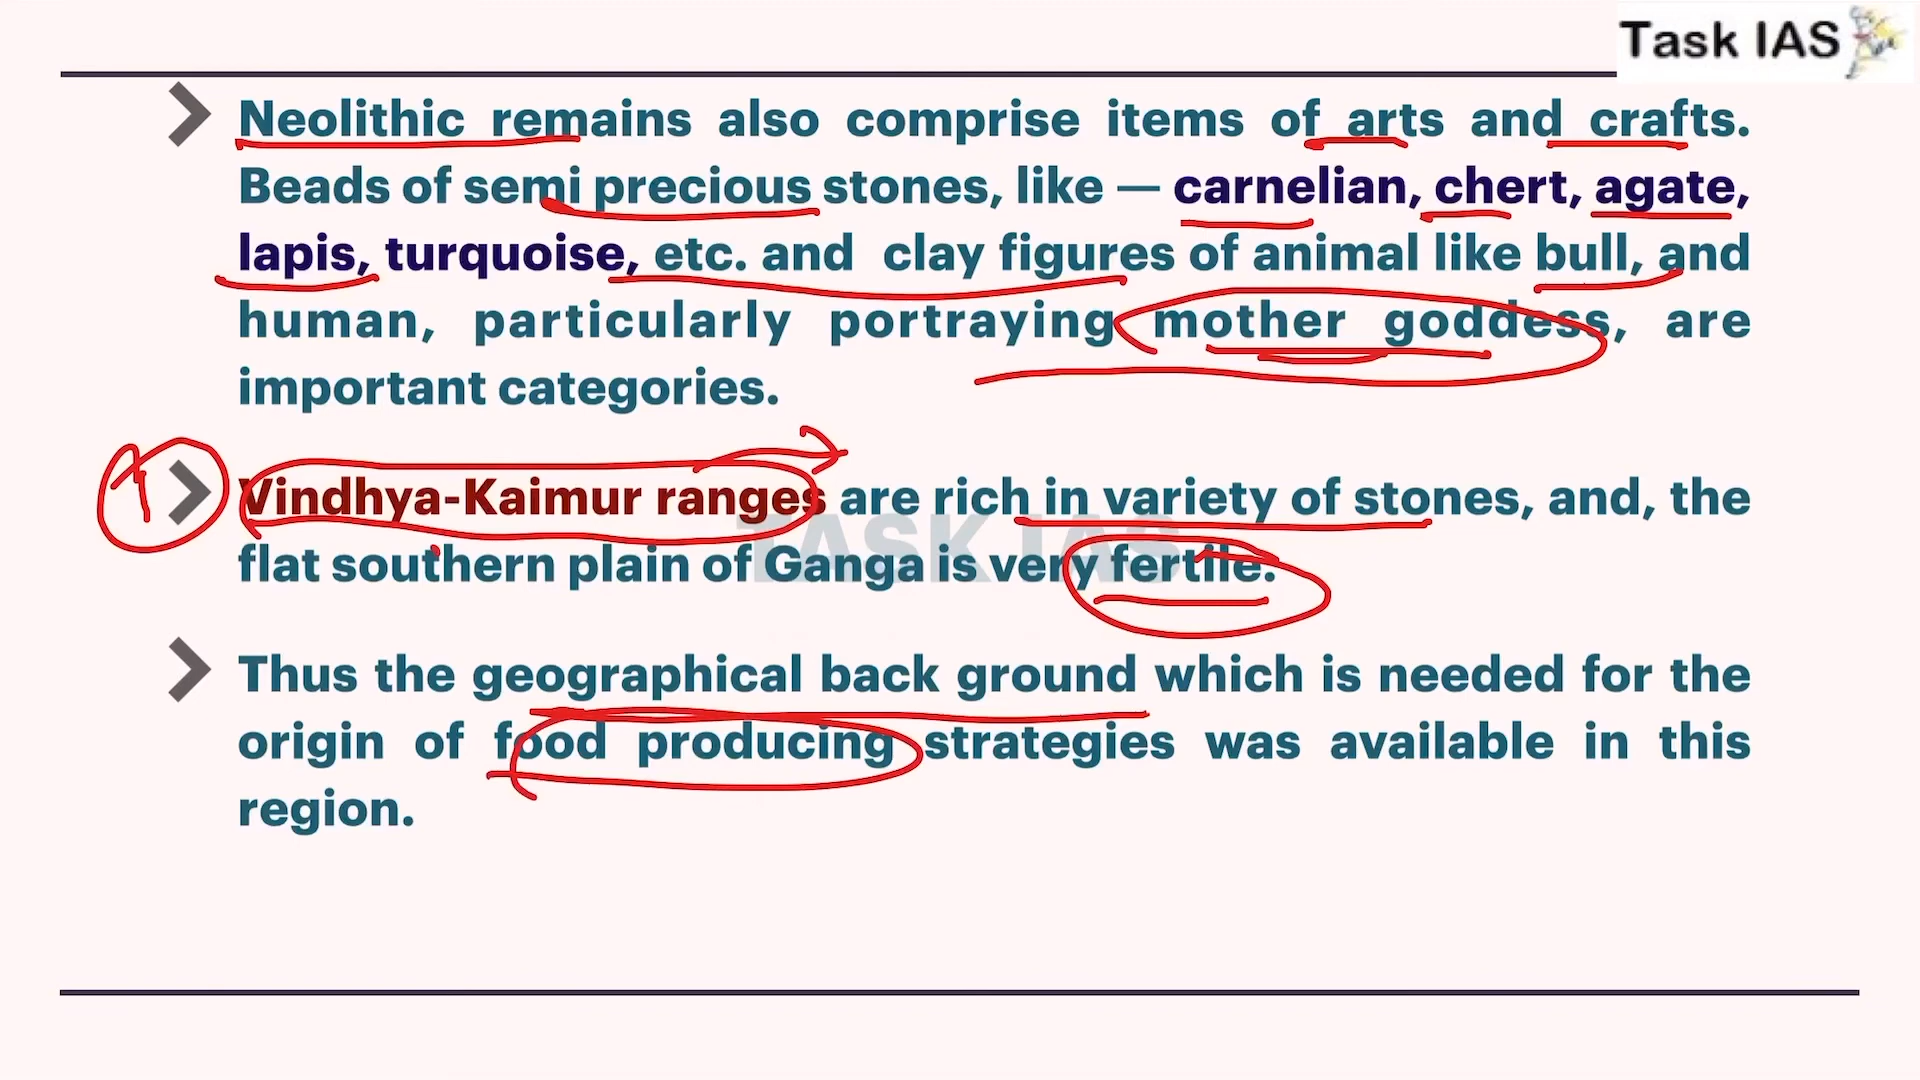 Task IAS
Neolithic remains also comprise items of arts and crafts.
Beads of semi precious stones, like — carnelian, chert, agate,
lapis, turquoise, etc. and clay figures of animal like bull, and
human, particularly portraying mother goddess, are
important categories.
Vindhya-Kaimur ranges are rich in variety of stones, and, the
flat southern plain of Ganga is very fertile.
TASK IAS
Thus the geographical back ground which is needed for the
origin of food producing strategies was available in this
region.